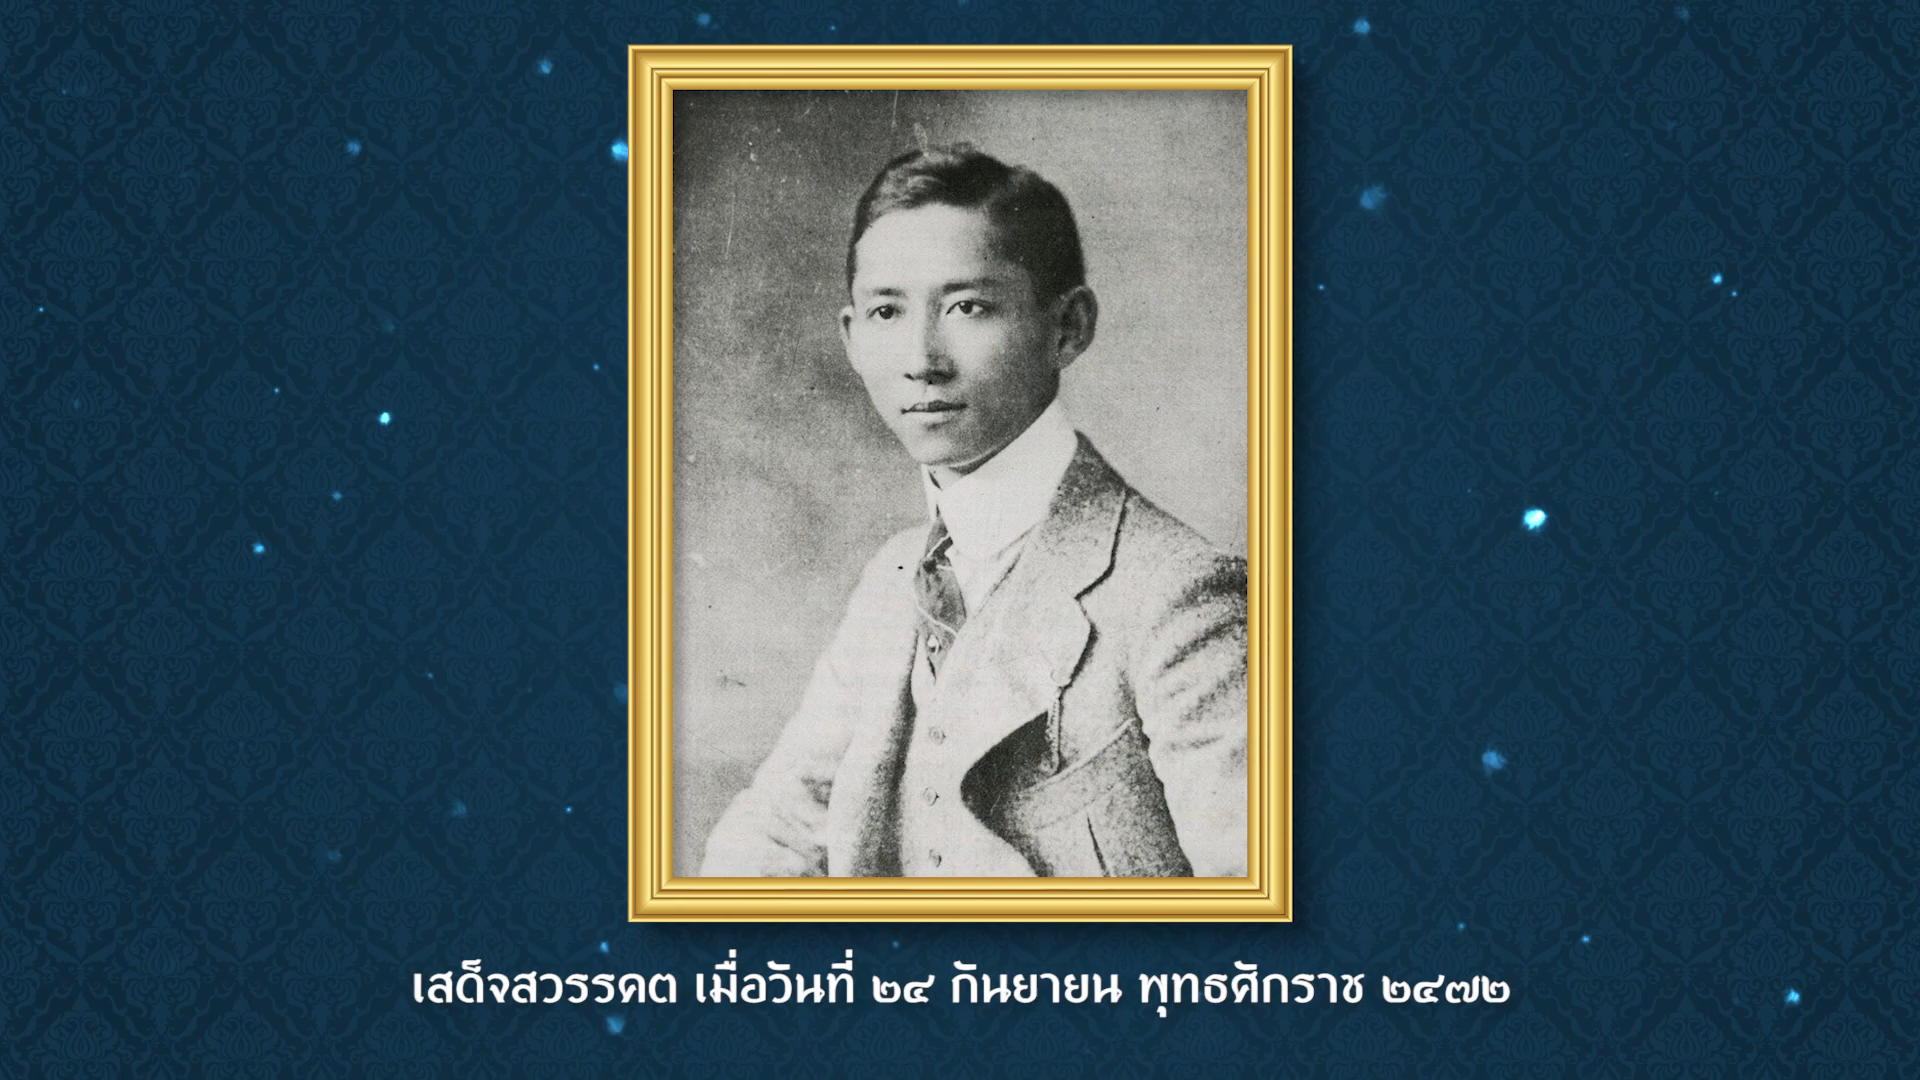 เสด็จสวรรคต เมื่อวันที่ ๒๔ กันยายน พุทธศักราช ๒๔๗๒